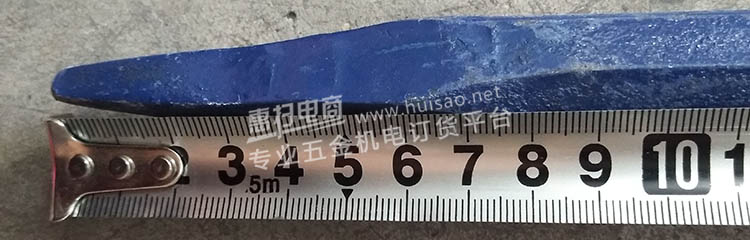 惠扫电商 www.huisao.net
专业五金机电订货平台
3 4 5 6 7 8 9 10
.5m